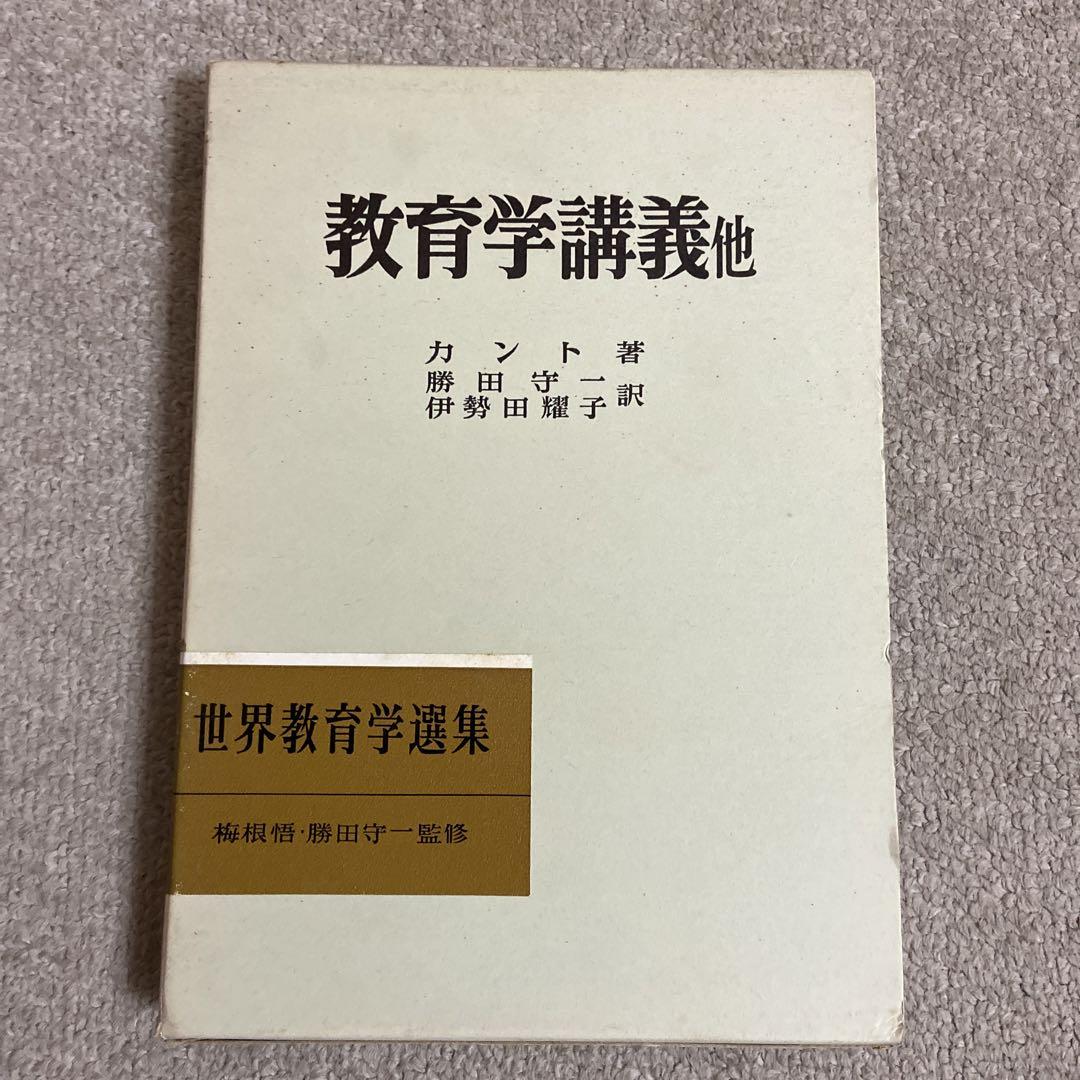 教育学講義他
カント著
勝田守一
伊勢田耀子訳
世界教育学選集
梅根悟・勝田守一監修